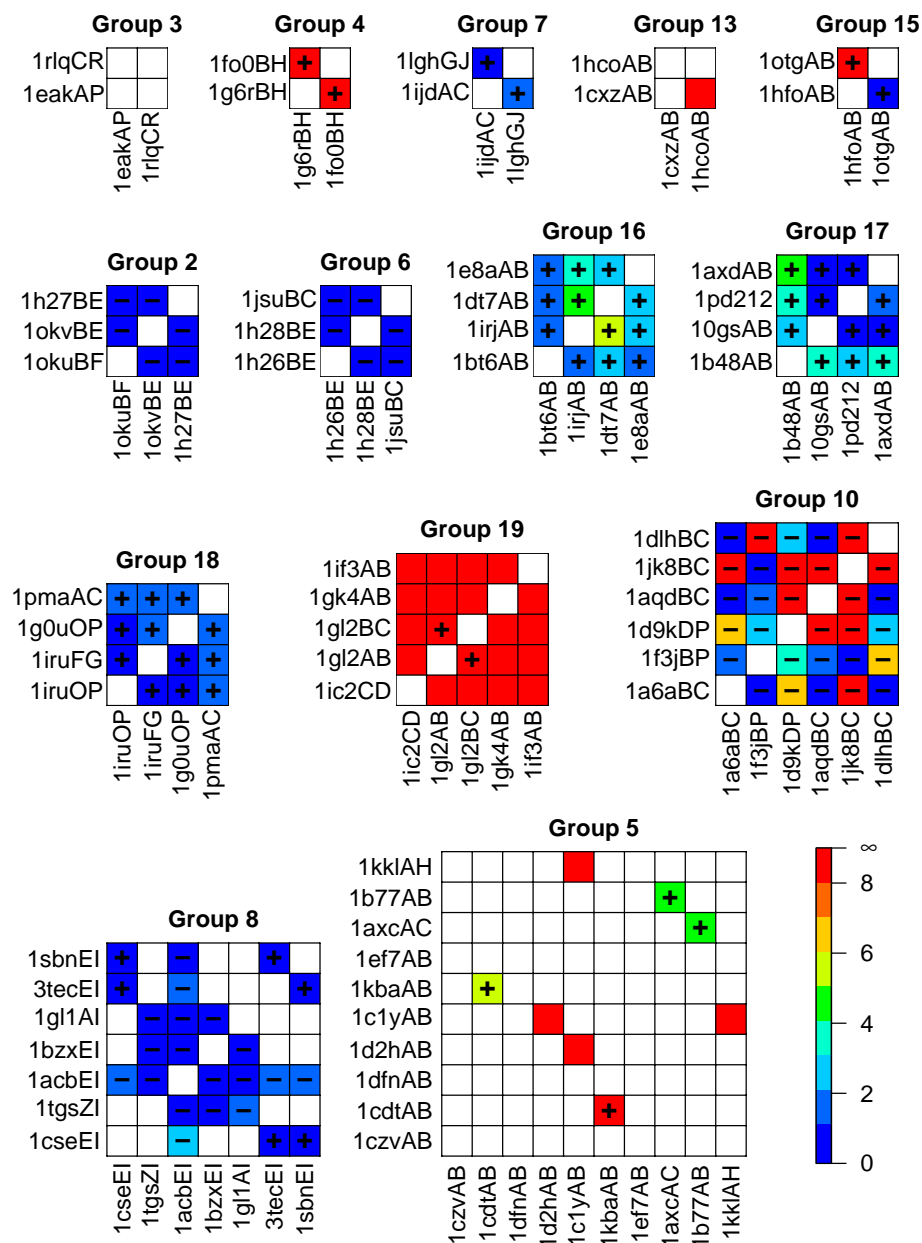 Group 3
1rlqCR
1eakAP
1eakAP
1rlqCR
Group 4
1fo0BH
1g6rBH
+
+
1g6rBH
1fo0BH
Group 7
1lghGJ
1ijdAC
+
+
1ijdAC
1lghGJ
Group 13
1hcoAB
1cxzAB
1cxzAB
1hcoAB
Group 15
1otgAB
1hfoAB
+
+
1hfoAB
1otgAB
Group 2
1h27BE − −
1okvBE − −
1okuBF − −
1okuBF
1okvBE
1h27BE
Group 6
1jsuBC − −
1h28BE − −
1h26BE − −
1h26BE
1h28BE
1jsuBC
Group 16
1e8aAB + + +
1dt7AB + + +
1irjAB + + +
1bt6AB + + +
1bt6AB
1irjAB
1dt7AB
1e8aAB
Group 17
1axdAB + + +
1pd212 + + +
10gsAB + + +
1b48AB + + +
1b48AB
10gsAB
1pd212
1axdAB
Group 18
1pmaAC + + +
1g0uOP + + +
1iruFG + + +
1iruOP + + +
1iruOP
1iruFG
1g0uOP
1pmaAC
Group 19
1if3AB
1gk4AB
1gl2BC +
1gl2AB +
1ic2CD
1ic2CD
1gl2AB
1gl2BC
1gk4AB
1if3AB
Group 10
1dlhBC − − − − −
1jk8BC − − − − −
1aqdBC − − − − −
1d9kDP − − − − −
1f3jBP − − − − −
1a6aBC − − − − −
1a6aBC
1f3jBP
1d9kDP
1aqdBC
1jk8BC
1dlhBC
Group 8
1sbnEI + − +
3tecEI + − +
1gl1AI − − −
1bzxEI − − −
1acbEI − − − − − −
1tgsZI − − −
1cseEI − + +
1cseEI
1tgsZI
1acbEI
1bzxEI
1gl1AI
3tecEI
1sbnEI
Group 5
1kklAH
1b77AB +
1axcAC +
1ef7AB
1kbaAB +
1c1yAB
1d2hAB
1dfnAB
1cdtAB +
1czvAB
1czvAB
1cdtAB
1dfnAB
1d2hAB
1c1yAB
1kbaAB
1ef7AB
1axcAC
1b77AB
1kklAH
∞
8
6
4
2
0